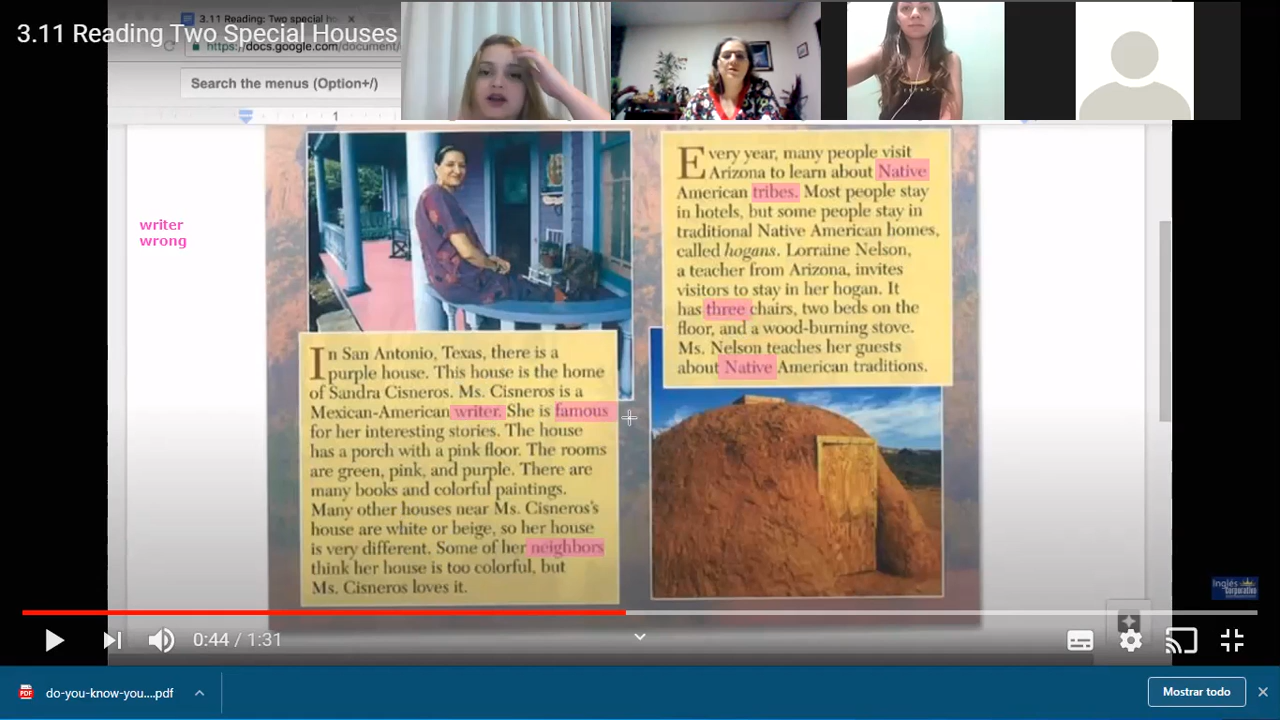 3.11 Reading: Two special ho
3.11 Reading Two Special Houses
https://docs.google.com/document/
Search the menus (Option+/)
1
writer
wrong
In San Antonio, Texas, there is a
purple house. This house is the home
of Sandra Cisneros. Ms. Cisneros is a
Mexican-American writer. She is famous
for her interesting stories. The house
has a porch with a pink floor. The rooms
are green, pink, and purple. There are
many books and colorful paintings.
Many other houses near Ms. Cisneros's
house are white or beige, so her house
is very different. Some of her neighbors
think her house is too colorful, but
Ms. Cisneros loves it.
Every year, many people visit
Arizona to learn about Native
American tribes. Most people stay
in hotels, but some people stay in
traditional Native American homes,
called hogans. Lorraine Nelson,
a teacher from Arizona, invites
visitors to stay in her hogan. It
has three chairs, two beds on the
floor, and a wood-burning stove.
Ms. Nelson teaches her guests
about Native American traditions.
Inglés
Corporativo
0:44 / 1:31
PDF
do-you-know-you....pdf
Mostrar todo